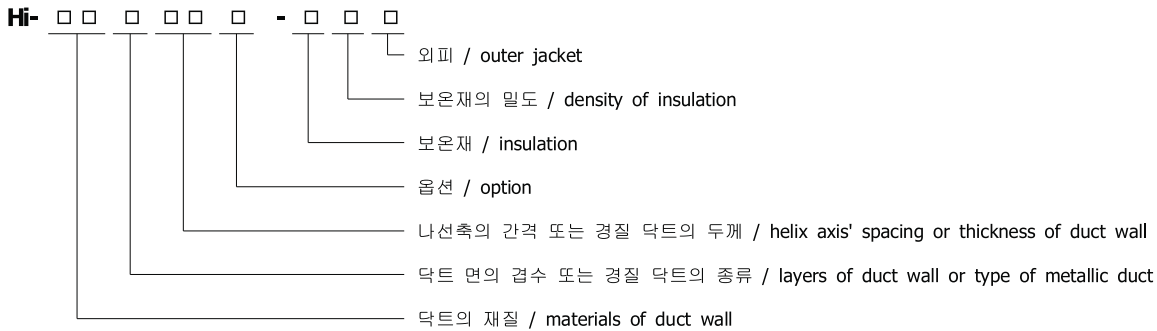 Hi- □ □ □ □ □ □ - □ □ □
외피 / outer jacket
보온재의 밀도 / density of insulation
보온재 / insulation
옵션 / option
나선축의 간격 또는 경질 닥트의 두께 / helix axis' spacing or thickness of duct wall
닥트 면의 겹수 또는 경질 닥트의 종류 / layers of duct wall or type of metallic duct
닥트의 재질 / materials of duct wall